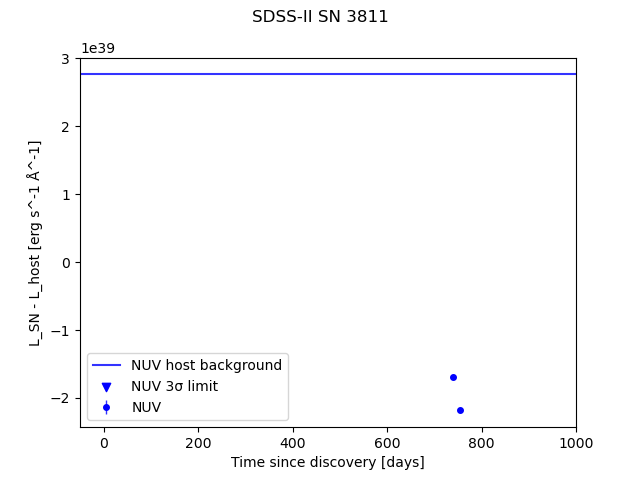 SDSS-II SN 3811
1e39
3
2
1
0
−1
−2
L_SN - L_host [erg s^-1 Å^-1]
NUV host background
NUV 3σ limit
NUV
0 200 400 600 800 1000
Time since discovery [days]